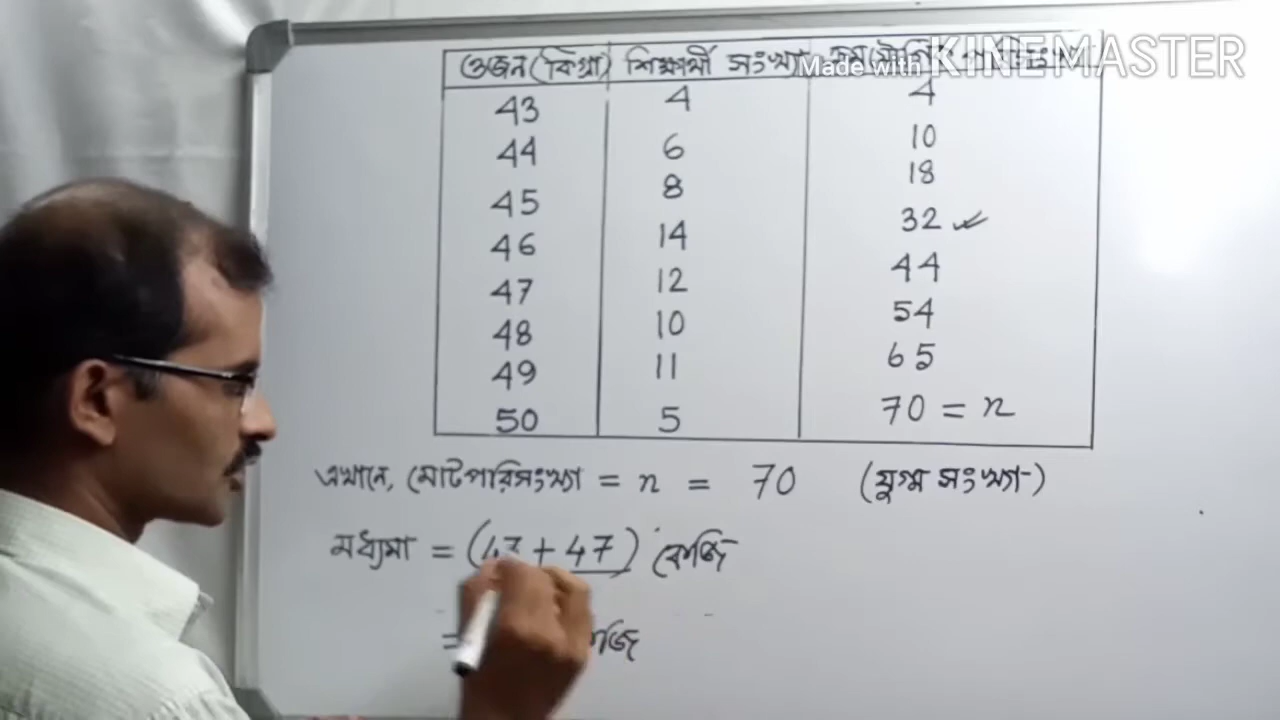 ওজন (কিগ্রা) শিক্ষার্থী সংখ্যা
Made with KINEMASTER
43 4 4
44 6 10
45 8 18
46 14 32 ✓
47 12 44
48 10 54
49 11 65
50 5 70 = n
এখানে, মোটপরিসংখ্যা = n = 70 (যুগ্ম সংখ্যা)
মধ্যমা = ( + 47) কেজি
=